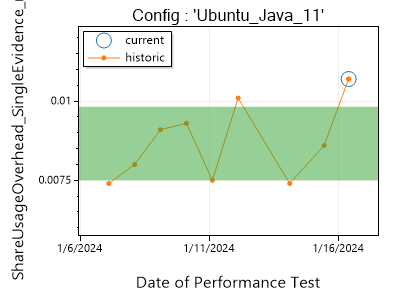 Config : 'Ubuntu_Java_11'
current
historic
ShareUsageOverhead_SingleEvidence_
0.01
0.0075
1/6/2024
1/11/2024
1/16/2024
Date of Performance Test